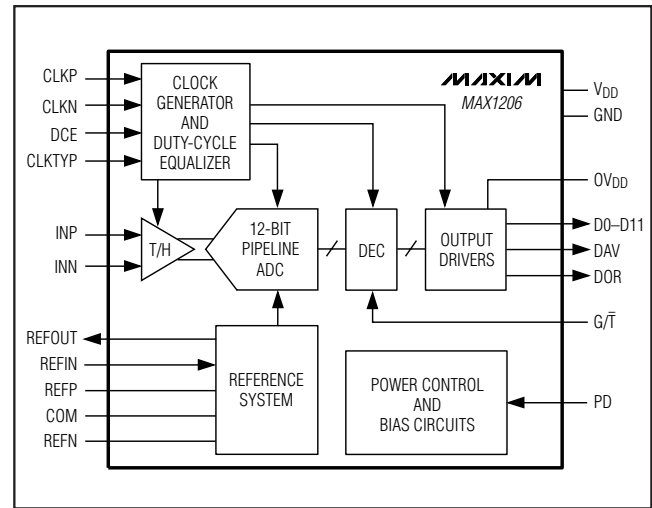 CLKP
CLKN
DCE
CLKTYP
INP
INN
REFOUT
REFIN
REFP
COM
REFN
CLOCK
GENERATOR
AND
DUTY-CYCLE
EQUALIZER
T/H
12-BIT
PIPELINE
ADC
DEC
OUTPUT
DRIVERS
REFERENCE
SYSTEM
POWER CONTROL
AND
BIAS CIRCUITS
MAXIM
MAX1206
VDD
GND
OVDD
D0–D11
DAV
DOR
G/T̅
PD